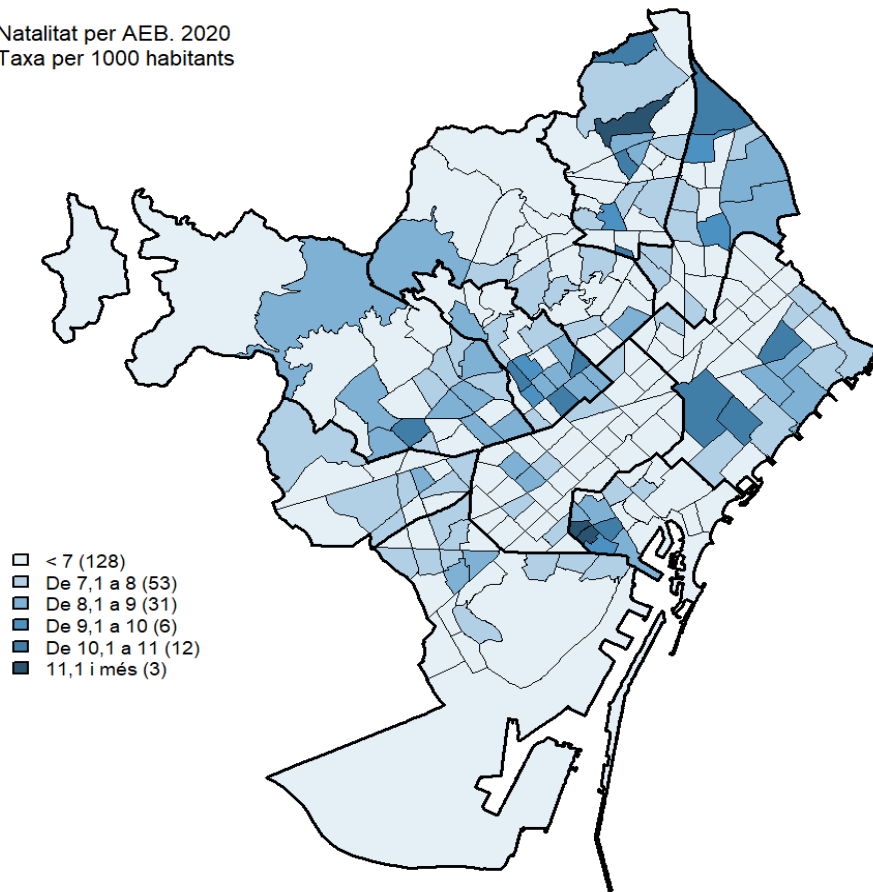 Natalitat per AEB. 2020
Taxa per 1000 habitants
< 7 (128)
De 7,1 a 8 (53)
De 8,1 a 9 (31)
De 9,1 a 10 (6)
De 10,1 a 11 (12)
11,1 i més (3)